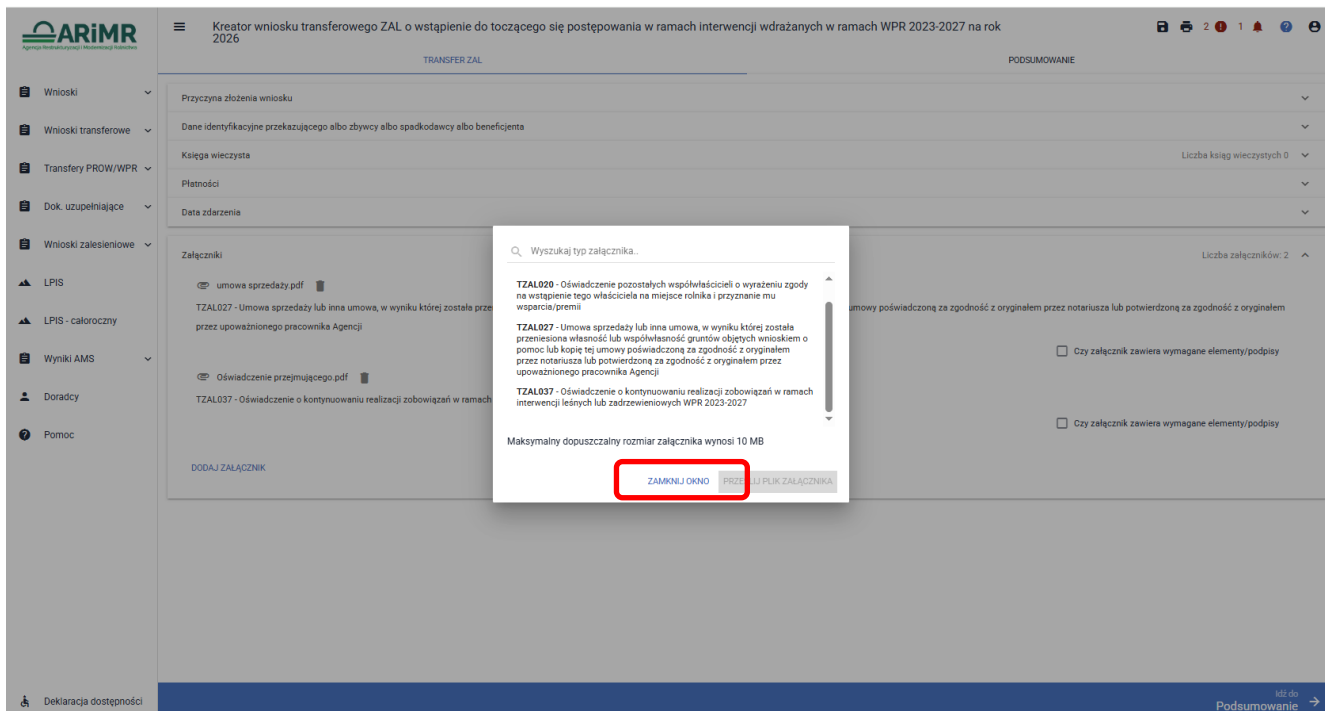 ARiMR
Agencja Restrukturyzacji i Modernizacji Rolnictwa
Kreator wniosku transferowego ZAL o wstąpienie do toczącego się postępowania w ramach interwencji wdrażanych w ramach WPR 2023-2027 na rok
2026
2 1
TRANSFER ZAL
PODSUMOWANIE
Wnioski
Wnioski transferowe
Transfery PROW/WPR
Dok. uzupełniające
Wnioski zalesieniowe
LPIS
LPIS - całoroczny
Wyniki AMS
Doradcy
Pomoc
Deklaracja dostępności
Przyczyna złożenia wniosku
Dane identyfikacyjne przekazującego albo zbywcy albo spadkodawcy albo beneficjenta
Księga wieczysta
Liczba ksiąg wieczystych 0
Płatności
Data zdarzenia
Załączniki
Liczba załączników: 2
umowa sprzedaży.pdf
TZAL027 - Umowa sprzedaży lub inna umowa, w wyniku której została prze
umowy poświadczoną za zgodność z oryginałem przez notariusza lub potwierdzoną za zgodność z oryginałem
przez upoważnionego pracownika Agencji
Czy załącznik zawiera wymagane elementy/podpisy
Oświadczenie przejmującego.pdf
TZAL037 - Oświadczenie o kontynuowaniu realizacji zobowiązań w ramach
Czy załącznik zawiera wymagane elementy/podpisy
DODAJ ZAŁĄCZNIK
Wyszukaj typ załącznika..
TZAL020 - Oświadczenie pozostałych współwłaścicieli o wyrażeniu zgody
na wstąpienie tego właściciela na miejsce rolnika i przyznanie mu
wsparcia/premii
TZAL027 - Umowa sprzedaży lub inna umowa, w wyniku której została
przeniesiona własność lub współwłasność gruntów objętych wnioskiem o
pomoc lub kopię tej umowy poświadczoną za zgodność z oryginałem
przez notariusza lub potwierdzoną za zgodność z oryginałem przez
upoważnionego pracownika Agencji
TZAL037 - Oświadczenie o kontynuowaniu realizacji zobowiązań w ramach
interwencji leśnych lub zadrzewieniowych WPR 2023-2027
Maksymalny dopuszczalny rozmiar załącznika wynosi 10 MB
ZAMKNIJ OKNO
PRZEŚLIJ PLIK ZAŁĄCZNIKA
Idź do
Podsumowanie